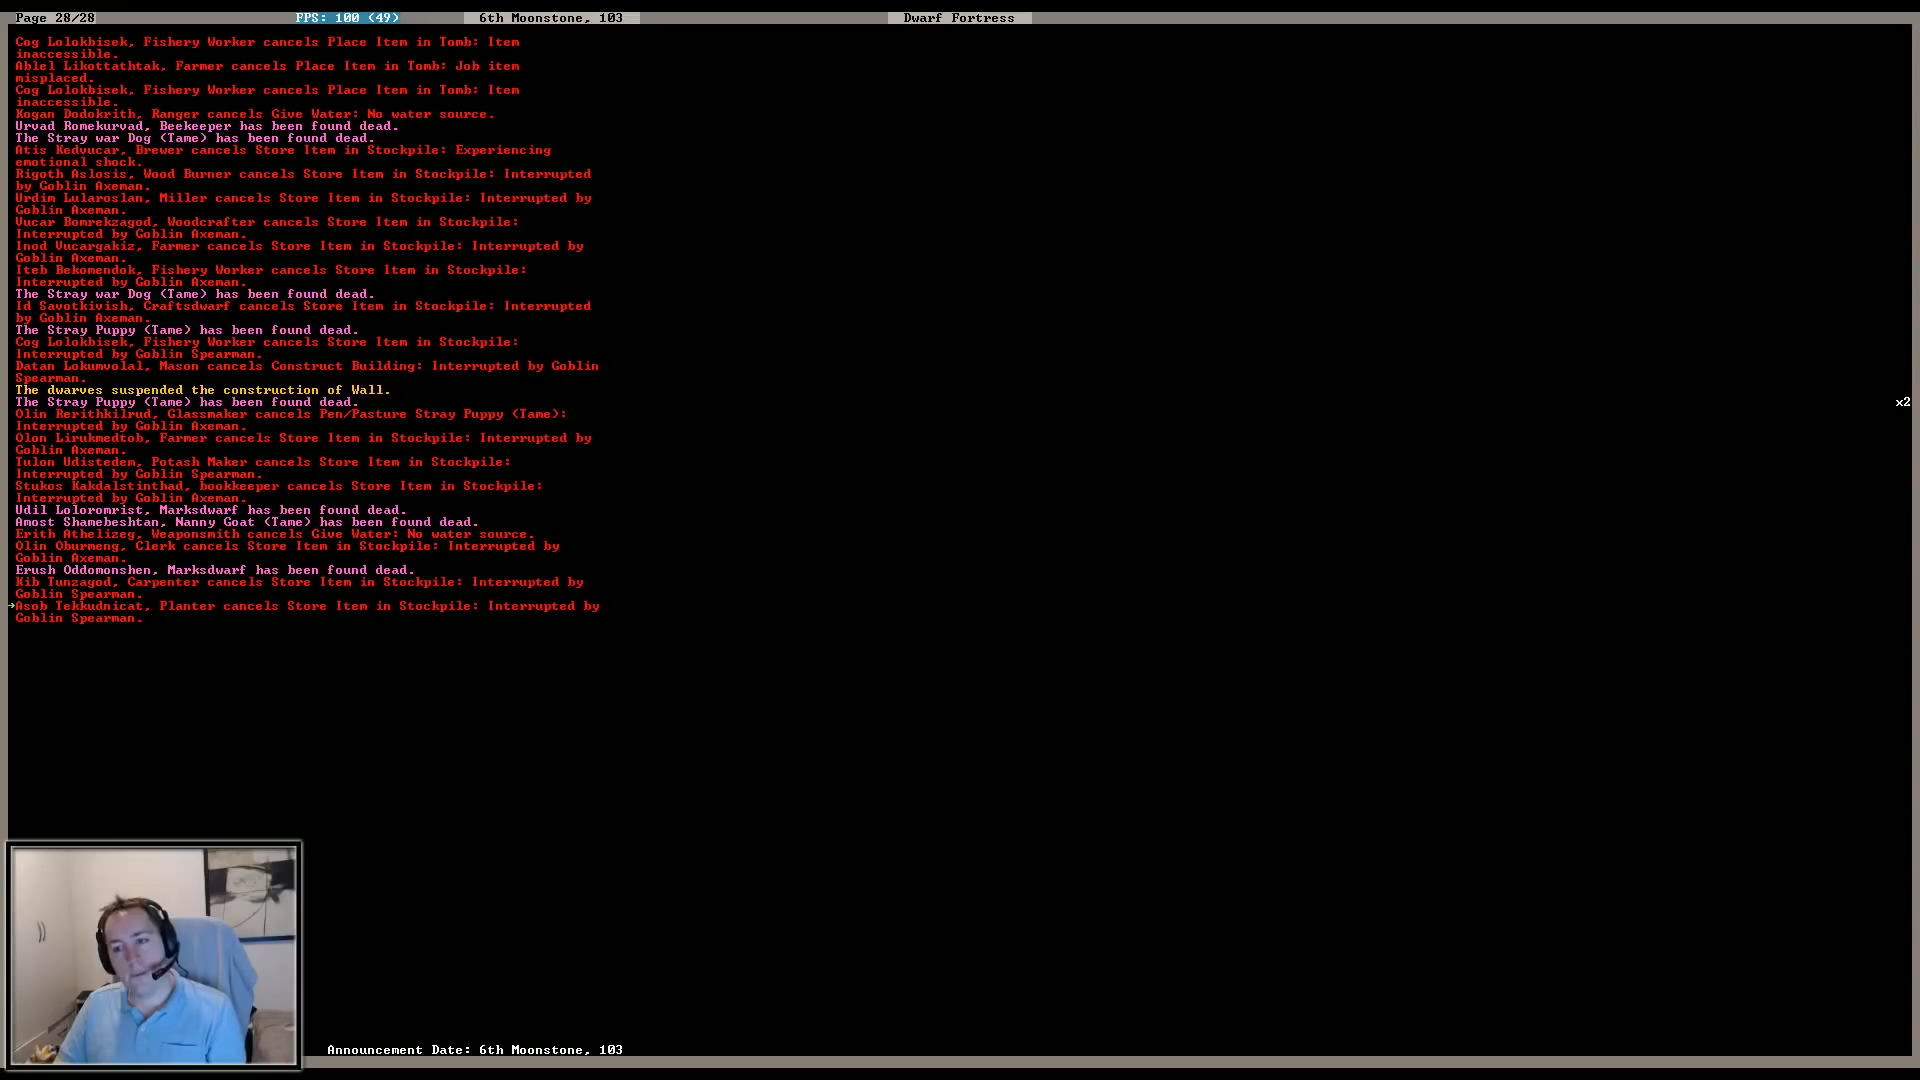 Page 28/28 FPS: 100 (49) 6th Moonstone, 103 Dwarf Fortress
Cog Lolokbisek, Fishery Worker cancels Place Item in Tomb: Item
inaccessible.
Ablel Likottathtak, Farmer cancels Place Item in Tomb: Job item
misplaced.
Cog Lolokbisek, Fishery Worker cancels Place Item in Tomb: Item
inaccessible.
Kogan Dodokrith, Ranger cancels Give Water: No water source.
Urvad Romekurvad, Beekeeper has been found dead.
The Stray war Dog (Tame) has been found dead.
Atis Kedvucar, Brewer cancels Store Item in Stockpile: Experiencing
emotional shock.
Rigoth Aslosis, Wood Burner cancels Store Item in Stockpile: Interrupted
by Goblin Axeman.
Urdim Lularoslan, Miller cancels Store Item in Stockpile: Interrupted by
Goblin Axeman.
Vucar Bomrekzagod, Woodcrafter cancels Store Item in Stockpile:
Interrupted by Goblin Axeman.
Inod Vucargakiz, Farmer cancels Store Item in Stockpile: Interrupted by
Goblin Axeman.
Iteb Bekomendok, Fishery Worker cancels Store Item in Stockpile:
Interrupted by Goblin Axeman.
The Stray war Dog (Tame) has been found dead.
Id Savotkivish, Craftsdwarf cancels Store Item in Stockpile: Interrupted
by Goblin Axeman.
The Stray Puppy (Tame) has been found dead.
Cog Lolokbisek, Fishery Worker cancels Store Item in Stockpile:
Interrupted by Goblin Spearman.
Datan Lokumvolal, Mason cancels Construct Building: Interrupted by Goblin
Spearman.
The dwarves suspended the construction of Wall.
The Stray Puppy (Tame) has been found dead. x2
Olin Rerithkilrud, Glassmaker cancels Pen/Pasture Stray Puppy (Tame):
Interrupted by Goblin Axeman.
Olon Lirukmedtob, Farmer cancels Store Item in Stockpile: Interrupted by
Goblin Axeman.
Tulon Udistedem, Potash Maker cancels Store Item in Stockpile:
Interrupted by Goblin Spearman.
Stukos Kakdalstinthad, bookkeeper cancels Store Item in Stockpile:
Interrupted by Goblin Axeman.
Udil Loloromrist, Marksdwarf has been found dead.
Amost Shamebeshtan, Nanny Goat (Tame) has been found dead.
Erith Athelizeg, Weaponsmith cancels Give Water: No water source.
Olin Oburmeng, Clerk cancels Store Item in Stockpile: Interrupted by
Goblin Axeman.
Erush Oddomonshen, Marksdwarf has been found dead.
Kib Tunzagod, Carpenter cancels Store Item in Stockpile: Interrupted by
Goblin Spearman.
→Asob Tekkudnicat, Planter cancels Store Item in Stockpile: Interrupted by
Goblin Spearman.
Announcement Date: 6th Moonstone, 103